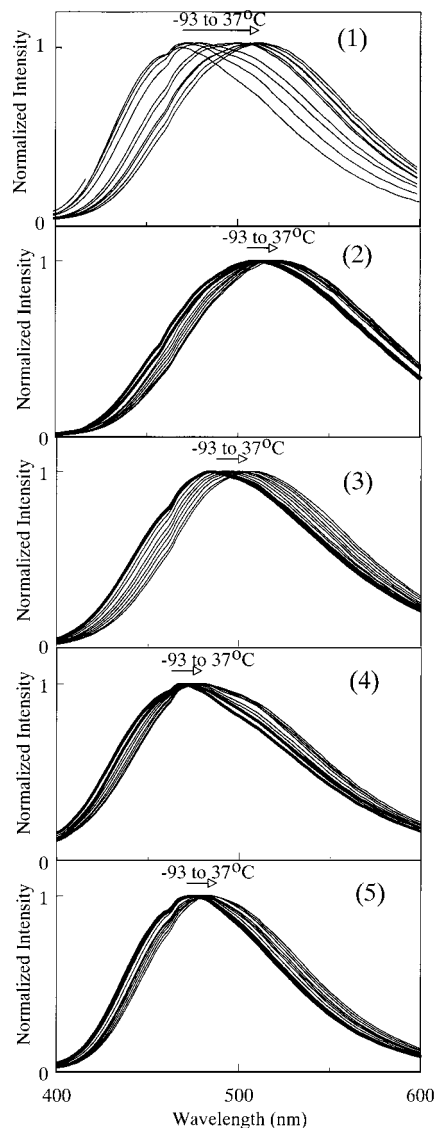 -93 to 37°C
(1)
1
Normalized Intensity
0
-93 to 37°C
(2)
1
Normalized Intensity
0
-93 to 37°C
(3)
1
Normalized Intensity
0
-93 to 37°C
(4)
1
Normalized Intensity
0
-93 to 37°C
(5)
1
Normalized Intensity
0
400 500 600
Wavelength (nm)